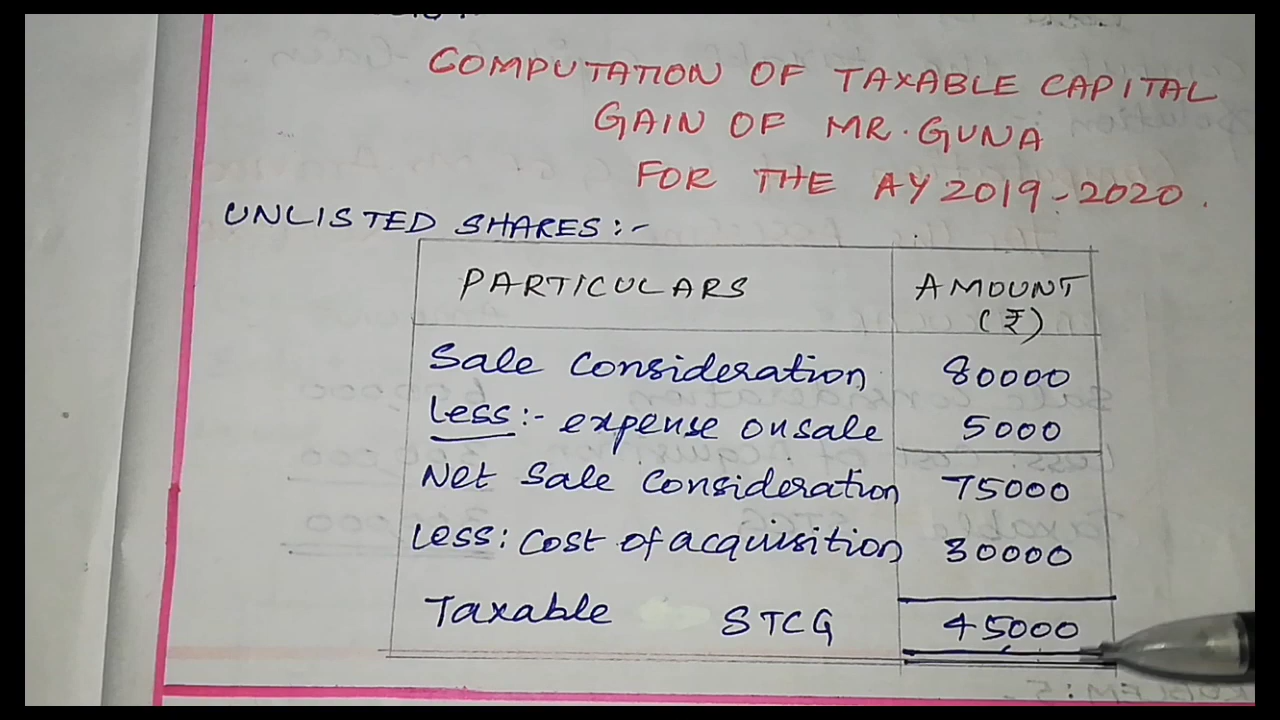 COMPUTATION OF TAXABLE CAPITAL
GAIN OF MR. GUNA
FOR THE AY 2019-2020.
UNLISTED SHARES:-
PARTICULARS AMOUNT
(₹)
Sale Consideration 80000
Less:- expense on sale 5000
Net Sale Consideration 75000
Less: Cost of acquisition 30000
Taxable STCG 45000